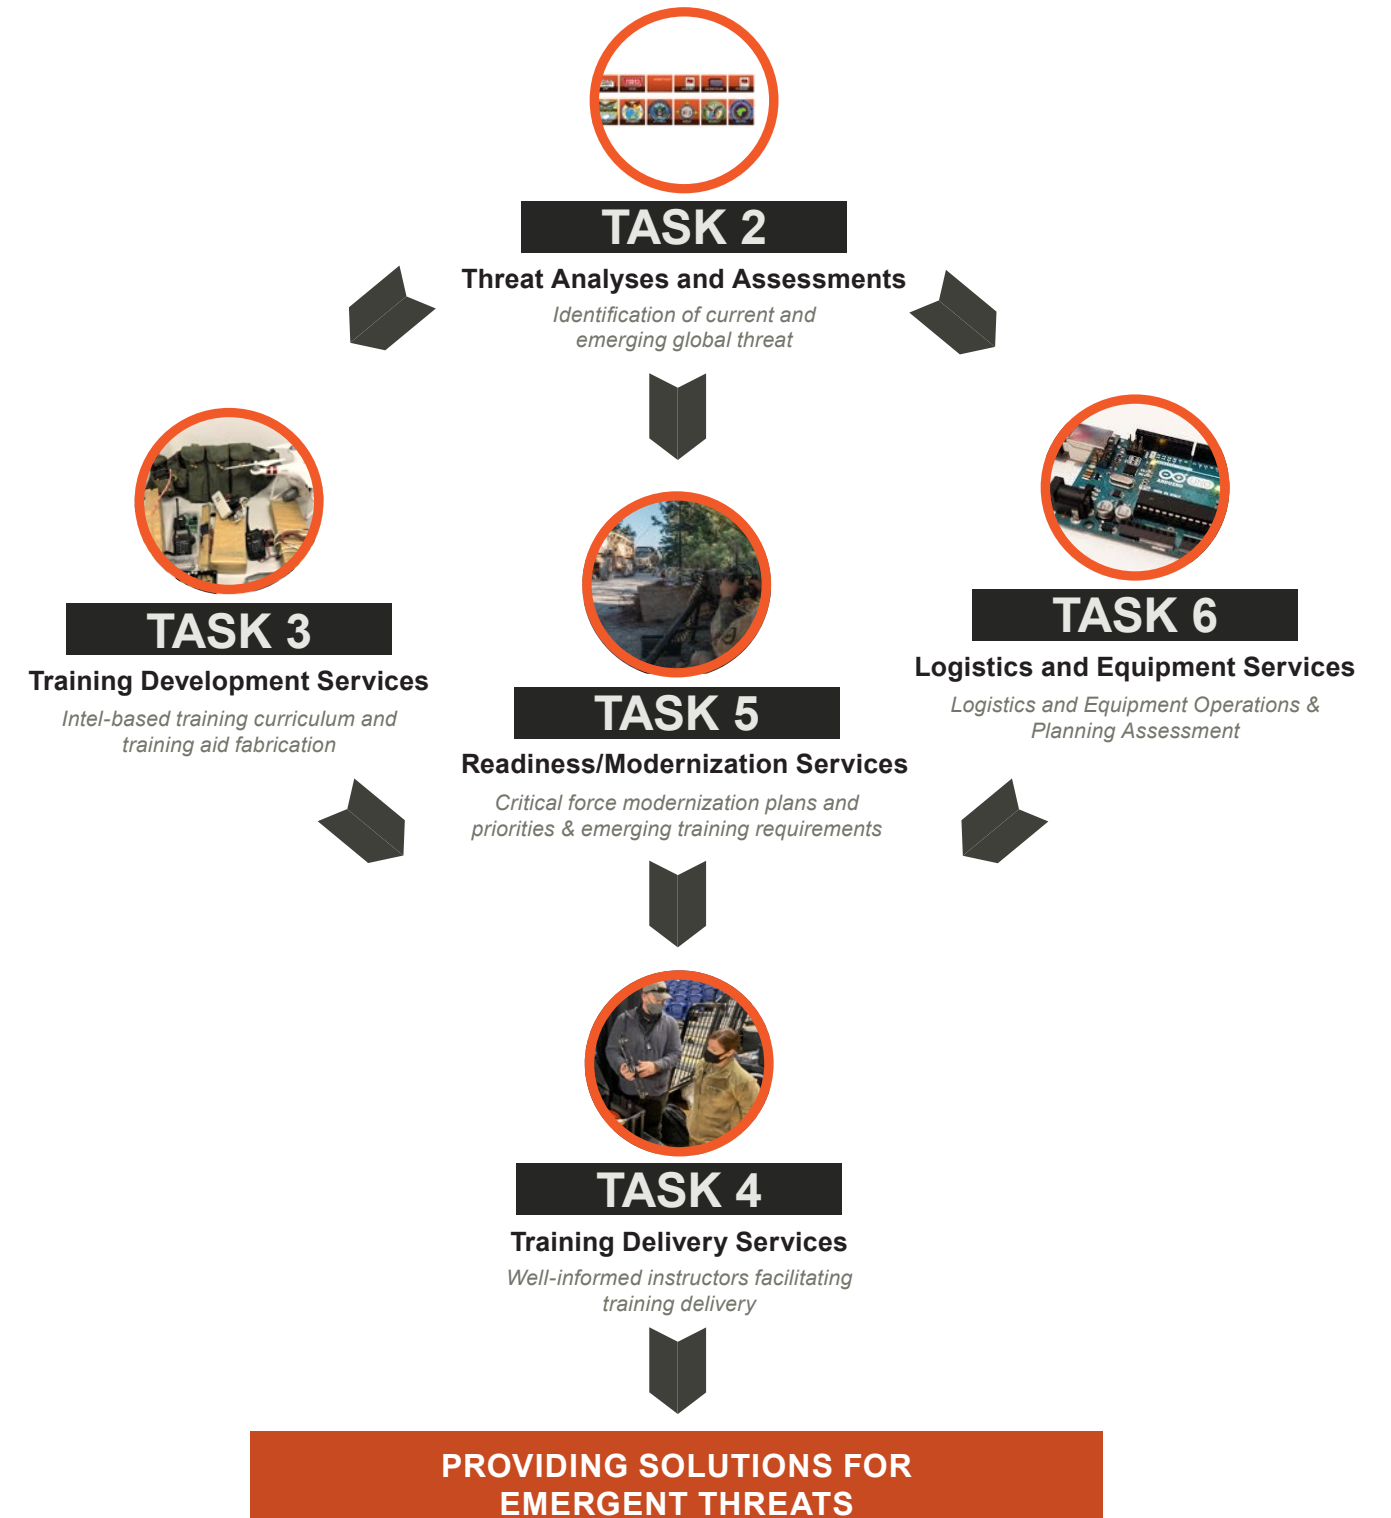 TASK 2
Threat Analyses and Assessments
Identification of current and
emerging global threat
TASK 3
Training Development Services
Intel-based training curriculum and
training aid fabrication
TASK 5
Readiness/Modernization Services
Critical force modernization plans and
priorities & emerging training requirements
ARDUINO
TASK 6
Logistics and Equipment Services
Logistics and Equipment Operations &
Planning Assessment
TASK 4
Training Delivery Services
Well-informed instructors facilitating
training delivery
PROVIDING SOLUTIONS FOR
EMERGENT THREATS